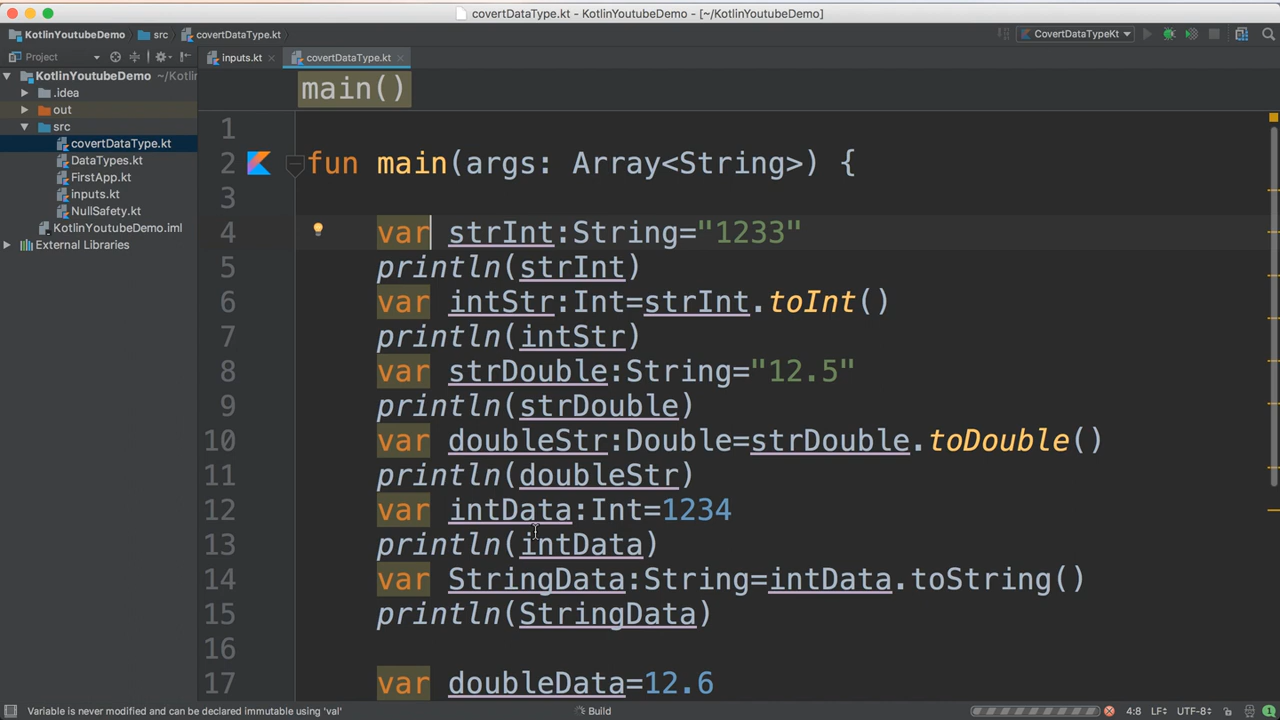 covertDataType.kt - KotlinYoutubeDemo - [~/KotlinYoutubeDemo]
KotlinYoutubeDemo src covertDataType.kt CovertDataTypeKt
Project inputs.kt covertDataType.kt
KotlinYoutubeDemo ~/Kotlin
.idea
out
src
covertDataType.kt
DataTypes.kt
FirstApp.kt
inputs.kt
NullSafety.kt
KotlinYoutubeDemo.iml
External Libraries
main()
1
2 fun main(args: Array<String>) {
3
4 var strInt:String="1233"
5 println(strInt)
6 var intStr:Int=strInt.toInt()
7 println(intStr)
8 var strDouble:String="12.5"
9 println(strDouble)
10 var doubleStr:Double=strDouble.toDouble()
11 println(doubleStr)
12 var intData:Int=1234
13 println(intData)
14 var StringData:String=intData.toString()
15 println(StringData)
16
17 var doubleData=12.6
Variable is never modified and can be declared immutable using 'val' Build 4:8 LF÷ UTF-8÷ 1